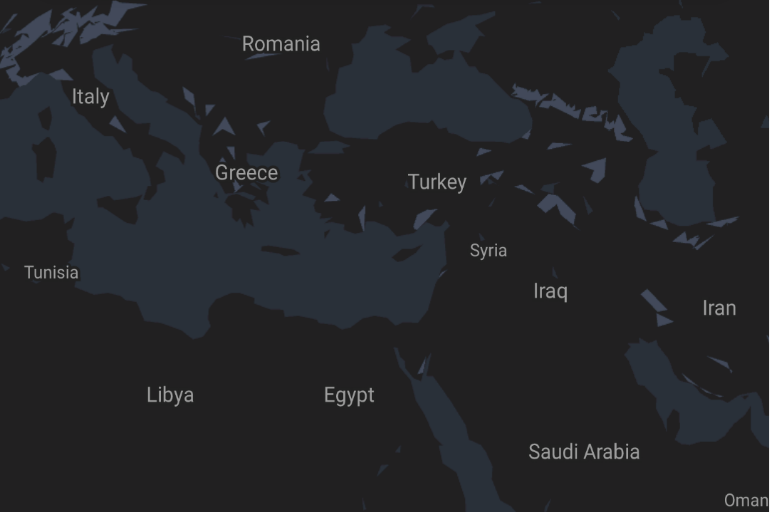 Romania
Italy
Greece
Turkey
Syria
Tunisia
Iraq
Iran
Libya
Egypt
Saudi Arabia
Oman